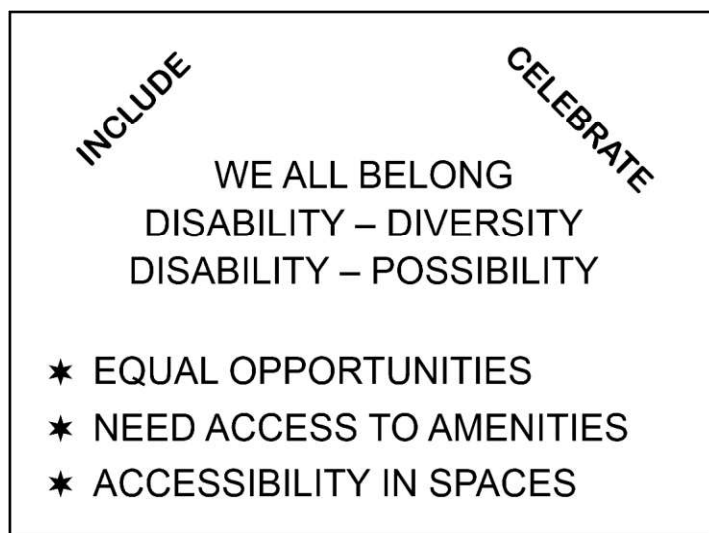 INCLUDE
CELEBRATE
WE ALL BELONG
DISABILITY – DIVERSITY
DISABILITY – POSSIBILITY
✶ EQUAL OPPORTUNITIES
✶ NEED ACCESS TO AMENITIES
✶ ACCESSIBILITY IN SPACES